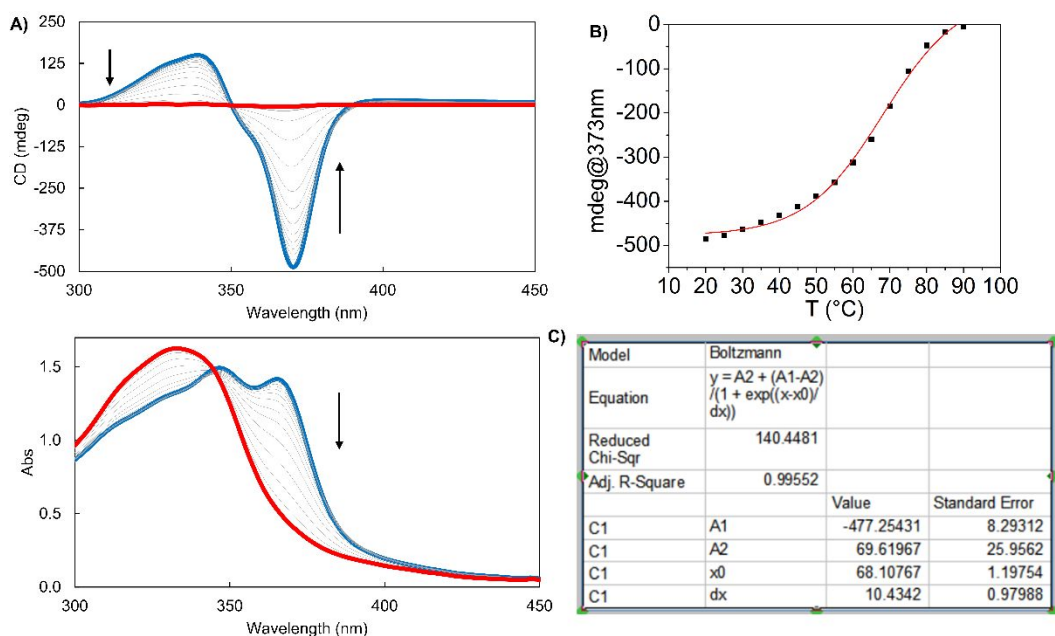 A)
250
125
0
-125
-250
-375
-500
CD (mdeg)
300
350
400
450
Wavelength (nm)
B)
0
-100
-200
-300
-400
-500
mdeg@373nm
10 20 30 40 50 60 70 80 90 100
T (°C)
1.5
1.0
0.5
0.0
Abs
300
350
400
450
Wavelength (nm)
C)
Model Boltzmann
Equation y = A2 + (A1-A2)
/(1 + exp((x-x0)/
dx))
Reduced
Chi-Sqr 140.4481
Adj. R-Square 0.99552
Value Standard Error
C1 A1 -477.25431 8.29312
C1 A2 69.61967 25.9562
C1 x0 68.10767 1.19754
C1 dx 10.4342 0.97988